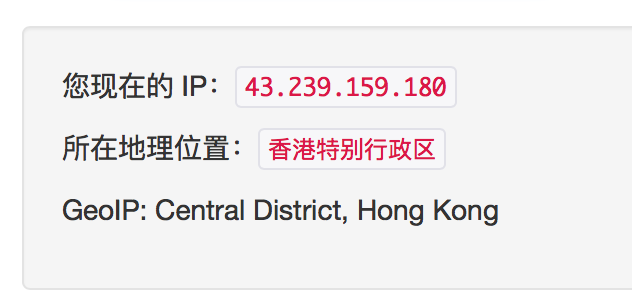 您现在的 IP：43.239.159.180
所在地理位置：香港特别行政区
GeoIP: Central District, Hong Kong